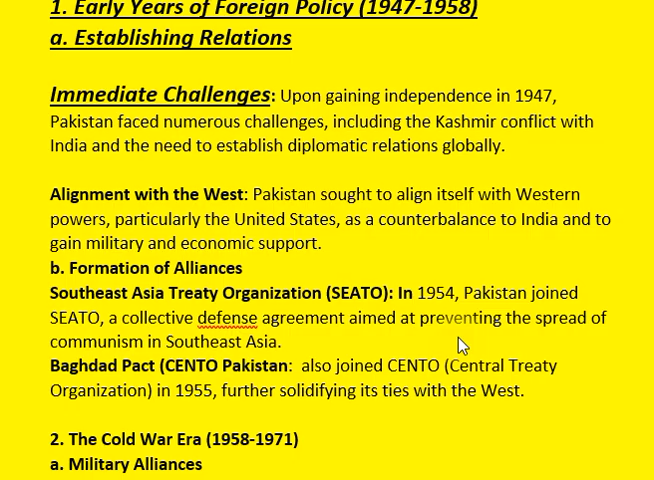 1. Early Years of Foreign Policy (1947-1958)
a. Establishing Relations
Immediate Challenges: Upon gaining independence in 1947,
Pakistan faced numerous challenges, including the Kashmir conflict with
India and the need to establish diplomatic relations globally.
Alignment with the West: Pakistan sought to align itself with Western
powers, particularly the United States, as a counterbalance to India and to
gain military and economic support.
b. Formation of Alliances
Southeast Asia Treaty Organization (SEATO): In 1954, Pakistan joined
SEATO, a collective defense agreement aimed at preventing the spread of
communism in Southeast Asia.
Baghdad Pact (CENTO Pakistan:  also joined CENTO (Central Treaty
Organization) in 1955, further solidifying its ties with the West.
2. The Cold War Era (1958-1971)
a. Military Alliances